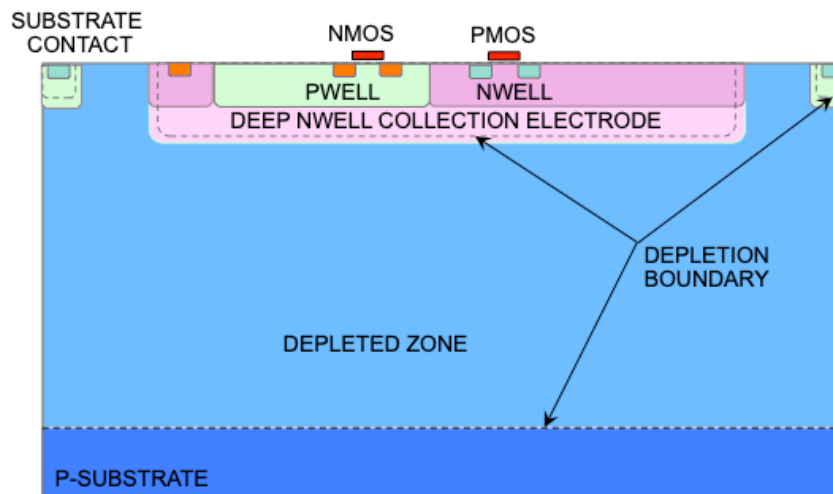 SUBSTRATE
CONTACT
NMOS
PMOS
PWELL
NWELL
DEEP NWELL COLLECTION ELECTRODE
DEPLETION
BOUNDARY
DEPLETED ZONE
P-SUBSTRATE